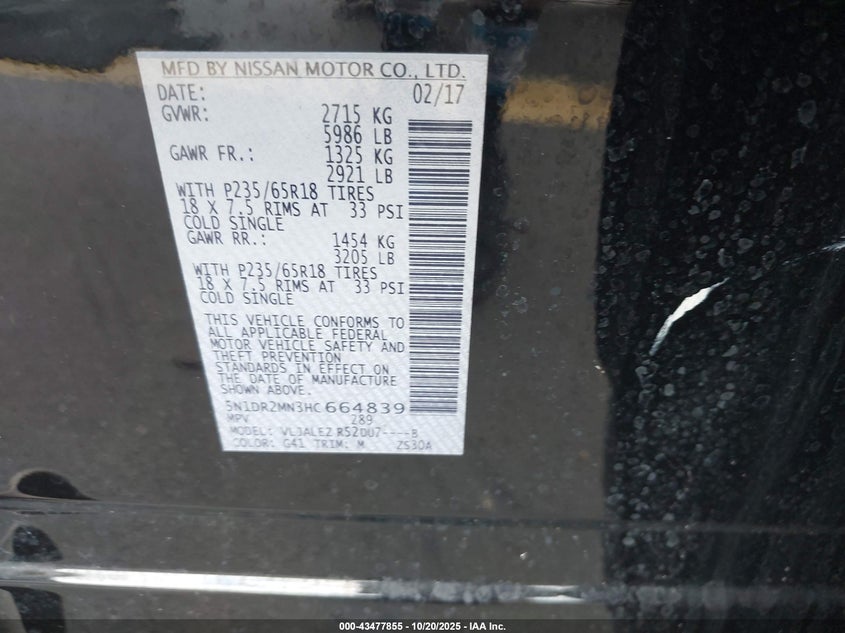 MFD BY NISSAN MOTOR CO., LTD.
DATE: 02/17
GVWR: 2715 KG
5986 LB
GAWR FR.: 1325 KG
2921 LB
WITH P235/65R18 TIRES
18 X 7.5 RIMS AT 33 PSI
COLD SINGLE
GAWR RR.: 1454 KG
3205 LB
WITH P235/65R18 TIRES
18 X 7.5 RIMS AT 33 PSI
COLD SINGLE
THIS VEHICLE CONFORMS TO
ALL APPLICABLE FEDERAL
MOTOR VEHICLE SAFETY AND
THEFT PREVENTION
STANDARDS IN EFFECT ON
THE DATE OF MANUFACTURE
SHOWN ABOVE.
5N1DR2MN3HC664839
MPV 289
MODEL: VLJALEZ R52DU7----B
COLOR: G41 TRIM: M ZS30A
000-43477855 - 10/20/2025 - IAA Inc.